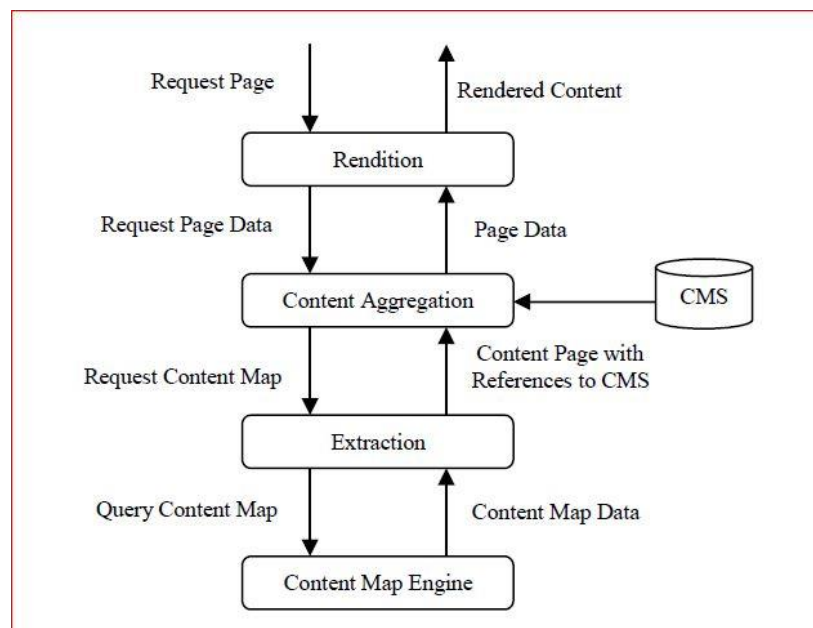 Request Page
Rendered Content
Rendition
Request Page Data
Page Data
Content Aggregation
CMS
Request Content Map
Content Page with
References to CMS
Extraction
Query Content Map
Content Map Data
Content Map Engine